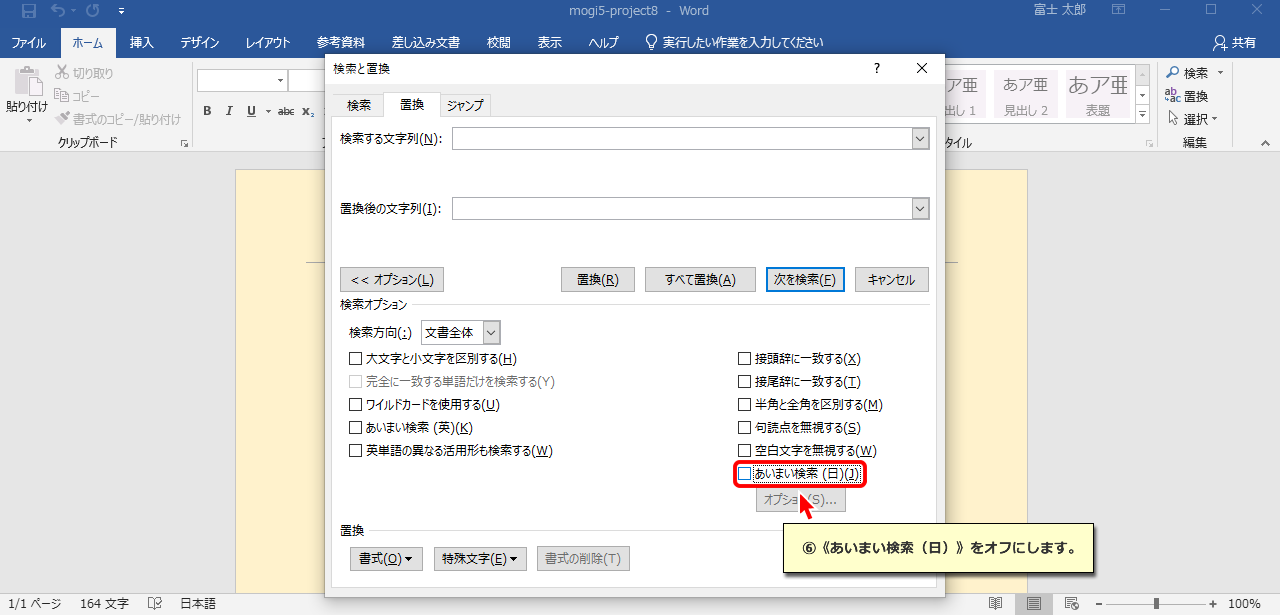 mogi5-project8 - Word
富士 太郎
ファイル ホーム 挿入 デザイン レイアウト 参考資料 差し込み文書 校閲 表示 ヘルプ 実行したい作業を入力してください 共有
貼り付け
切り取り
コピー
書式のコピー/貼り付け
クリップボード
B I U abc x₂
検索と置換
? 
検索 置換 ジャンプ
検索する文字列(N):
置換後の文字列(I):
<< オプション(L) 置換(R) すべて置換(A) 次を検索(F) キャンセル
検索オプション
検索方向(:) 文書全体
大文字と小文字を区別する(H)
完全に一致する単語だけを検索する(Y)
ワイルドカードを使用する(U)
あいまい検索 (英)(K)
英単語の異なる活用形も検索する(W)
接頭辞に一致する(X)
接尾辞に一致する(T)
半角と全角を区別する(M)
句読点を無視する(S)
空白文字を無視する(W)
あいまい検索 (日)(J)
オプション(S)...
置換
書式(O) 特殊文字(E) 書式の削除(T)
⑥《あいまい検索（日）》をオフにします。
ア亜 あア亜 あア亜
出し 1 見出し 2 表題
タイル
検索
置換
選択
編集
1/1 ページ 164 文字 日本語
100%